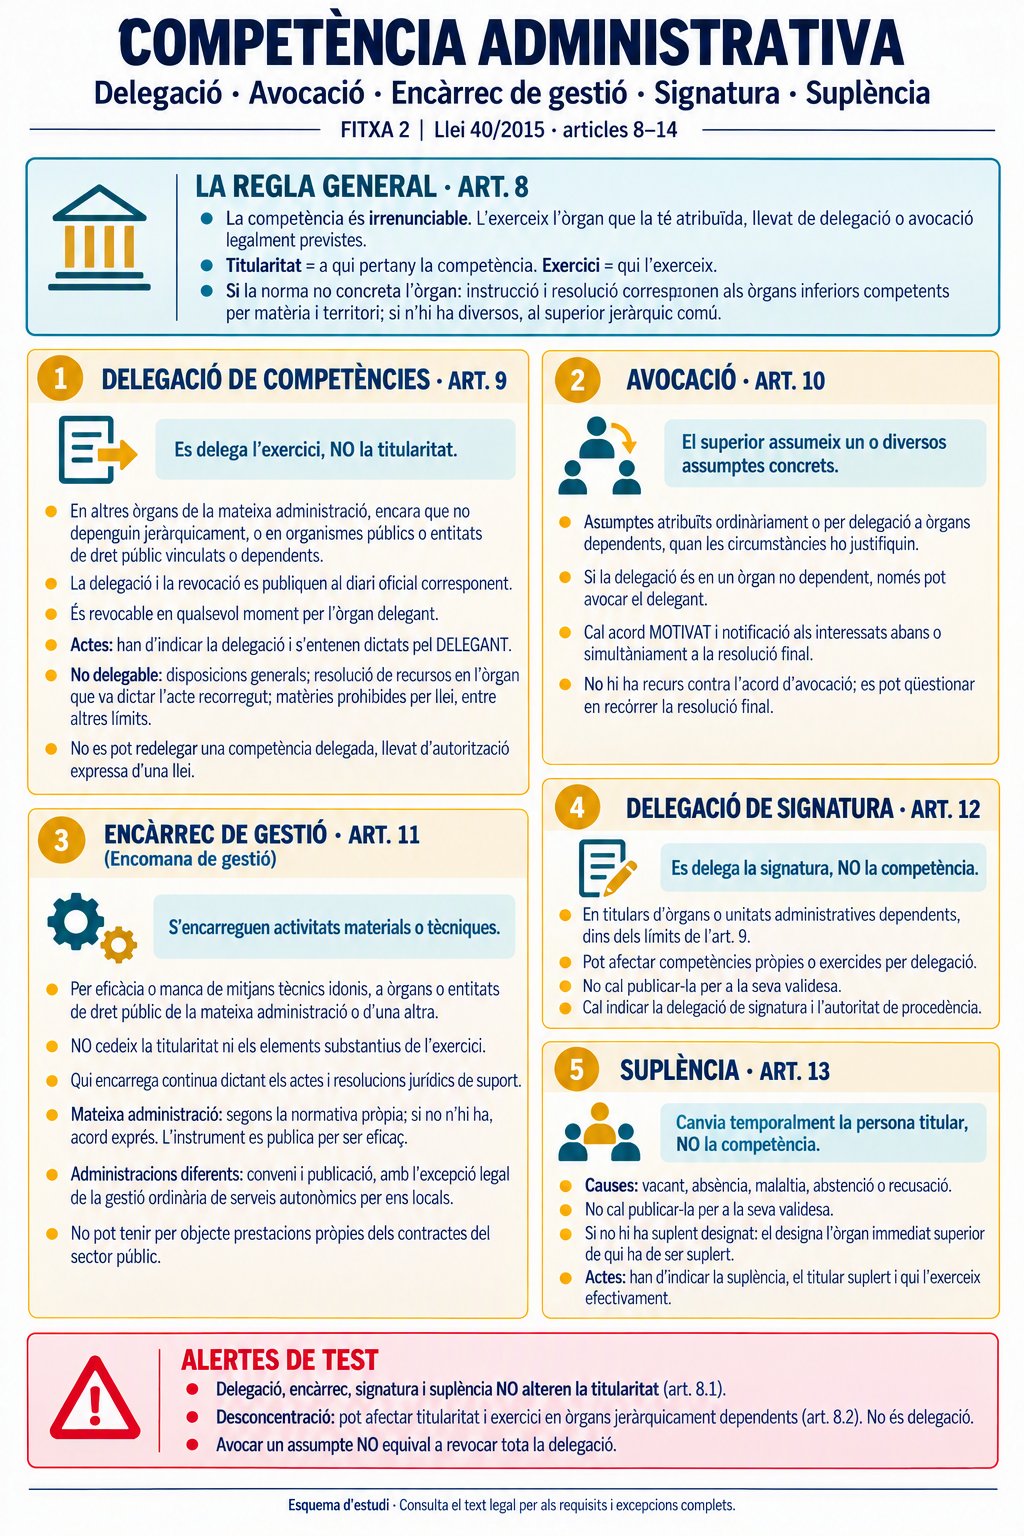 COMPETÈNCIA ADMINISTRATIVA
Delegació · Avocació · Encàrrec de gestió · Signatura · Suplència
FITXA 2 | Llei 40/2015 · articles 8–14
LA REGLA GENERAL · ART. 8
La competència és irrenunciable. L'exerceix l'òrgan que la té atribuïda, llevat de delegació o avocació
legalment previstes.
Titularitat = a qui pertany la competència. Exercici = qui l'exerceix.
Si la norma no concreta l'òrgan: instrucció i resolució corresponen als òrgans inferiors competents
per matèria i territori; si n'hi ha diversos, al superior jeràrquic comú.
1 DELEGACIÓ DE COMPETÈNCIES · ART. 9
Es delega l'exercici, NO la titularitat.
En altres òrgans de la mateixa administració, encara que no
depenguin jeràrquicament, o en organismes públics o entitats
de dret públic vinculats o dependents.
La delegació i la revocació es publiquen al diari oficial corresponent.
És revocable en qualsevol moment per l'òrgan delegant.
Actes: han d'indicar la delegació i s'entenen dictats pel DELEGANT.
No delegable: disposicions generals; resolució de recursos en l'òrgan
que va dictar l'acte recorregut; matèries prohibides per llei, entre
altres límits.
No es pot redelegar una competència delegada, llevat d'autorització
expressa d'una llei.
2 AVOCACIÓ · ART. 10
El superior assumeix un o diversos
assumptes concrets.
Assumptes atribuïts ordinàriament o per delegació a òrgans
dependents, quan les circumstàncies ho justifiquin.
Si la delegació és en un òrgan no dependent, només pot
avocar el delegant.
Cal acord MOTIVAT i notificació als interessats abans o
simultàniament a la resolució final.
No hi ha recurs contra l'acord d'avocació; es pot qüestionar
en recórrer la resolució final.
3 ENCÀRREC DE GESTIÓ · ART. 11
(Encomana de gestió)
S'encarreguen activitats materials o tècniques.
Per eficàcia o manca de mitjans tècnics idonis, a òrgans o entitats
de dret públic de la mateixa administració o d'una altra.
NO cedeix la titularitat ni els elements substantius de l'exercici.
Qui encarrega continua dictant els actes i resolucions jurídics de suport.
Mateixa administració: segons la normativa pròpia; si no n'hi ha,
acord exprés. L'instrument es publica per ser eficaç.
Administracions diferents: conveni i publicació, amb l'excepció legal
de la gestió ordinària de serveis autonòmics per ens locals.
No pot tenir per objecte prestacions pròpies dels contractes del
sector públic.
4 DELEGACIÓ DE SIGNATURA · ART. 12
Es delega la signatura, NO la competència.
En titulars d'òrgans o unitats administratives dependents,
dins dels límits de l'art. 9.
Pot afectar competències pròpies o exercides per delegació.
No cal publicar-la per a la seva validesa.
Cal indicar la delegació de signatura i l'autoritat de procedència.
5 SUPLÈNCIA · ART. 13
Canvia temporalment la persona titular,
NO la competència.
Causes: vacant, absència, malaltia, abstenció o recusació.
No cal publicar-la per a la seva validesa.
Si no hi ha suplent designat: el designa l'òrgan immediat superior
de qui ha de ser suplert.
Actes: han d'indicar la suplència, el titular suplert i qui l'exerceix
efectivament.
ALERTES DE TEST
Delegació, encàrrec, signatura i suplència NO alteren la titularitat (art. 8.1).
Desconcentració: pot afectar titularitat i exercici en òrgans jeràrquicament dependents (art. 8.2). No és delegació.
Avocar un assumpte NO equival a revocar tota la delegació.
Esquema d'estudi · Consulta el text legal per als requisits i excepcions complets.